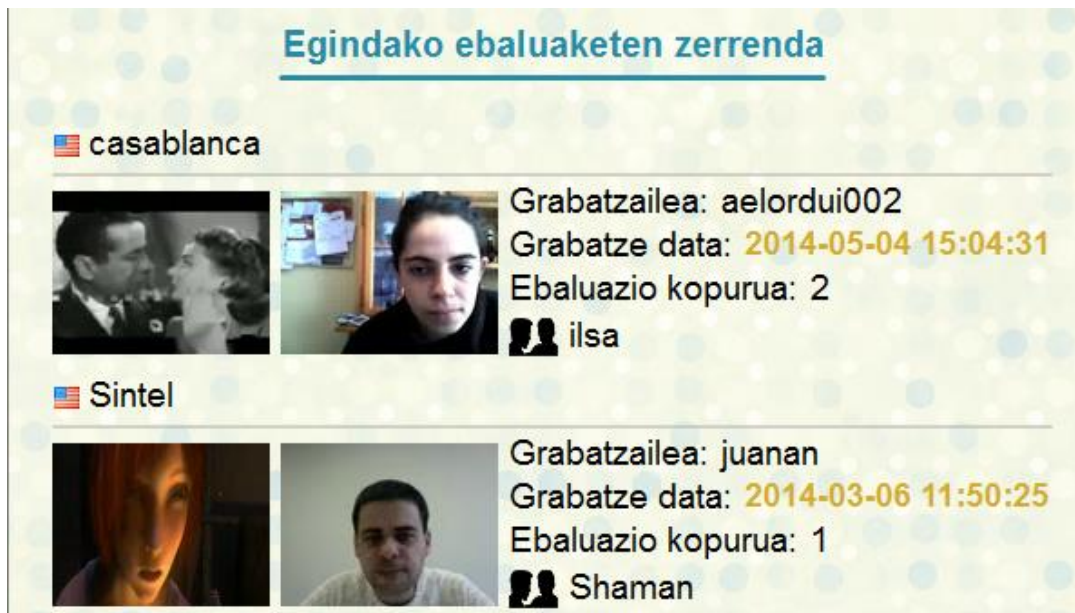 Egindako ebaluaketen zerrenda
casablanca
Grabatzailea: aelordui002
Grabatze data: 2014-05-04 15:04:31
Ebaluazio kopurua: 2
ilsa
Sintel
Grabatzailea: juanan
Grabatze data: 2014-03-06 11:50:25
Ebaluazio kopurua: 1
Shaman